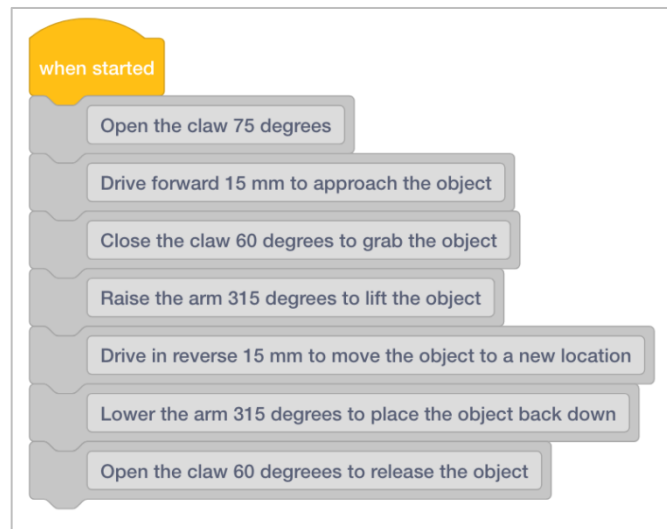 when started
Open the claw 75 degrees
Drive forward 15 mm to approach the object
Close the claw 60 degrees to grab the object
Raise the arm 315 degrees to lift the object
Drive in reverse 15 mm to move the object to a new location
Lower the arm 315 degrees to place the object back down
Open the claw 60 degreees to release the object